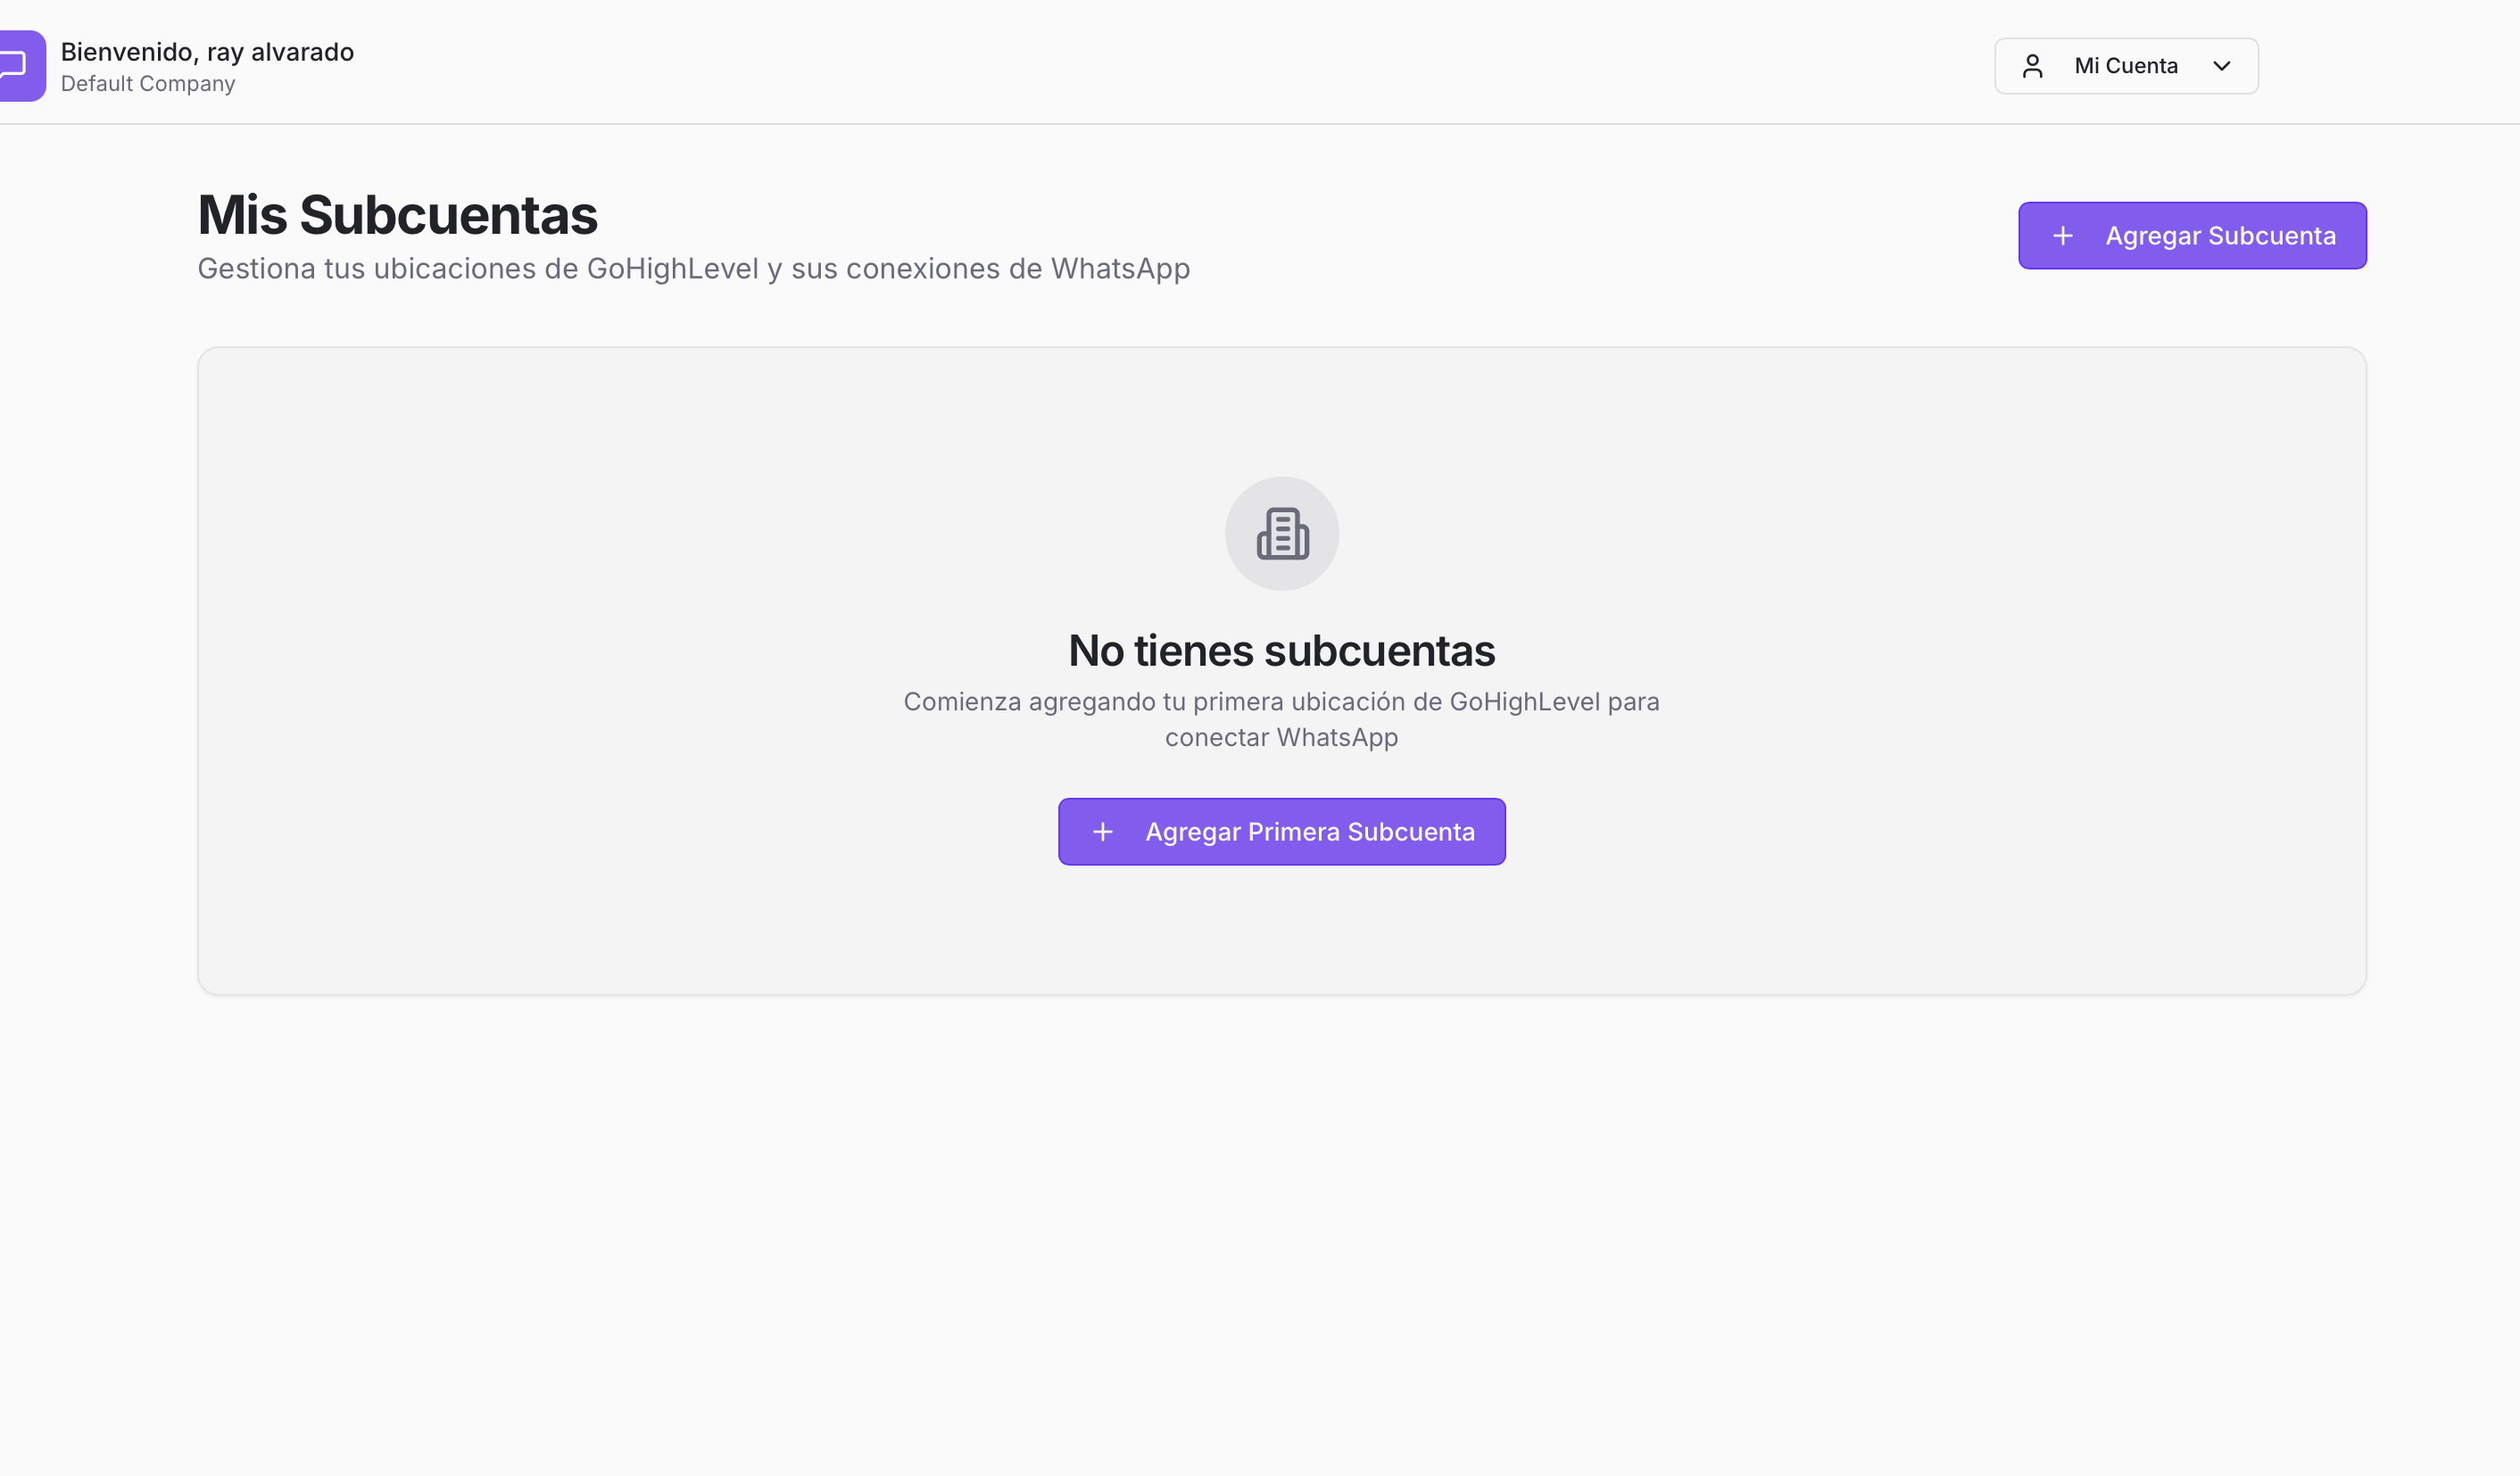 Bienvenido, ray alvarado
Default Company
Mi Cuenta
Mis Subcuentas
Gestiona tus ubicaciones de GoHighLevel y sus conexiones de WhatsApp
Agregar Subcuenta
No tienes subcuentas
Comienza agregando tu primera ubicación de GoHighLevel para
conectar WhatsApp
Agregar Primera Subcuenta